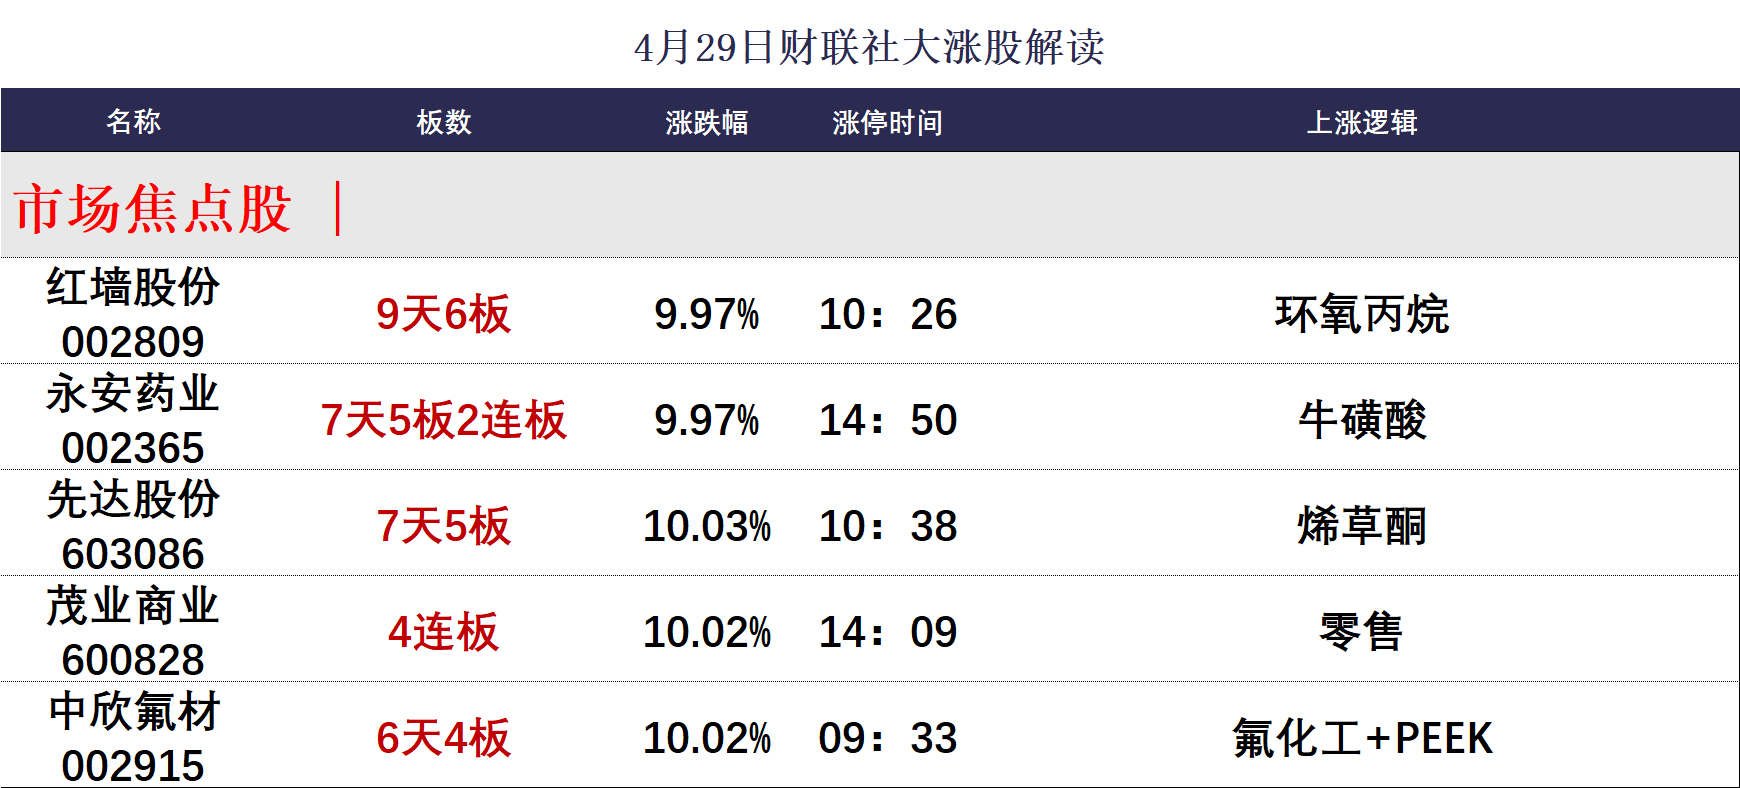 4月29日财联社大涨股解读
名称 板数 涨跌幅 涨停时间 上涨逻辑
市场焦点股 |
红墙股份
002809 9天6板 9.97% 10：26 环氧丙烷
永安药业
002365 7天5板2连板 9.97% 14：50 牛磺酸
先达股份
603086 7天5板 10.03% 10：38 烯草酮
茂业商业
600828 4连板 10.02% 14：09 零售
中欣氟材
002915 6天4板 10.02% 09：33 氟化工+PEEK